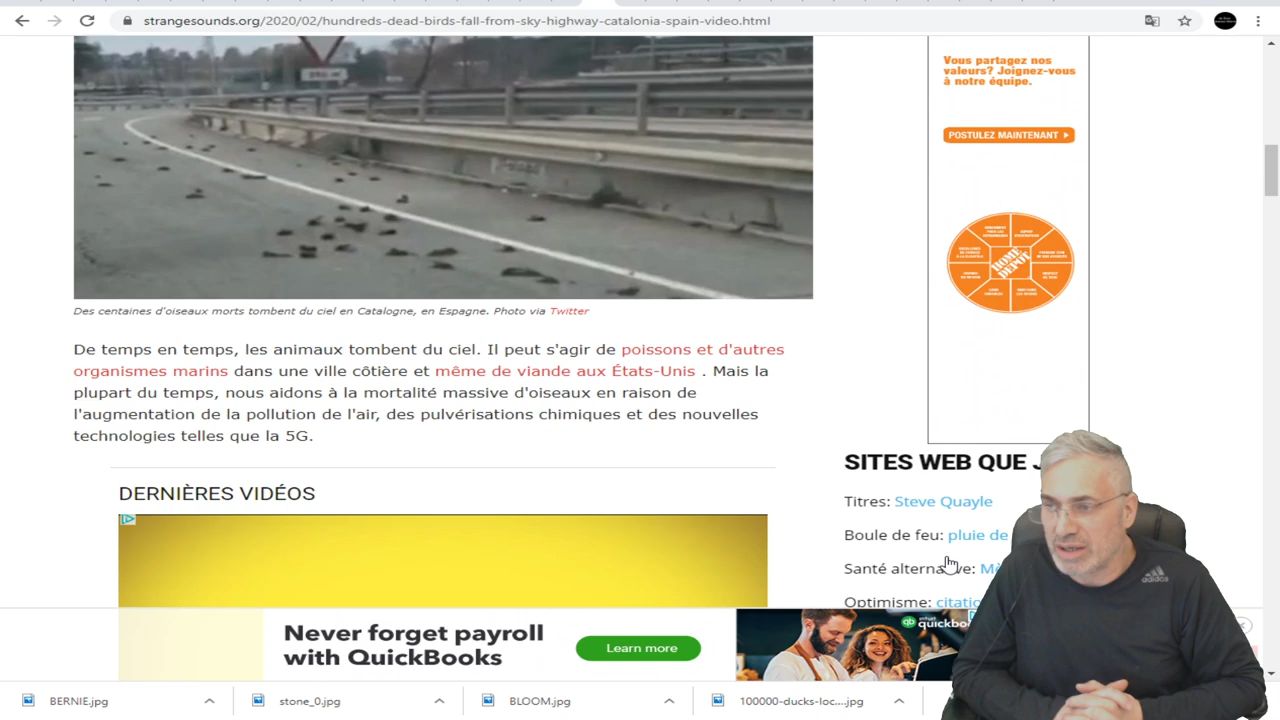 strangesounds.org/2020/02/hundreds-dead-birds-fall-from-sky-highway-catalonia-spain-video.html
Des centaines d'oiseaux morts tombent du ciel en Catalogne, en Espagne. Photo via Twitter
De temps en temps, les animaux tombent du ciel. Il peut s'agir de poissons et d'autres
organismes marins dans une ville côtière et même de viande aux États-Unis . Mais la
plupart du temps, nous aidons à la mortalité massive d'oiseaux en raison de
l'augmentation de la pollution de l'air, des pulvérisations chimiques et des nouvelles
technologies telles que la 5G.
DERNIÈRES VIDÉOS
Vous partagez nos
valeurs? Joignez-vous
à notre équipe.
POSTULEZ MAINTENANT
HOME
DEPOT
SITES WEB QUE
Titres: Steve Quayle
Boule de feu: pluie de
Santé alternative:
Optimisme:
Never forget payroll
with QuickBooks
Learn more
intuit
quickboo
adidas
BERNIE.jpg
stone_0.jpg
BLOOM.jpg
100000-ducks-loc....jpg